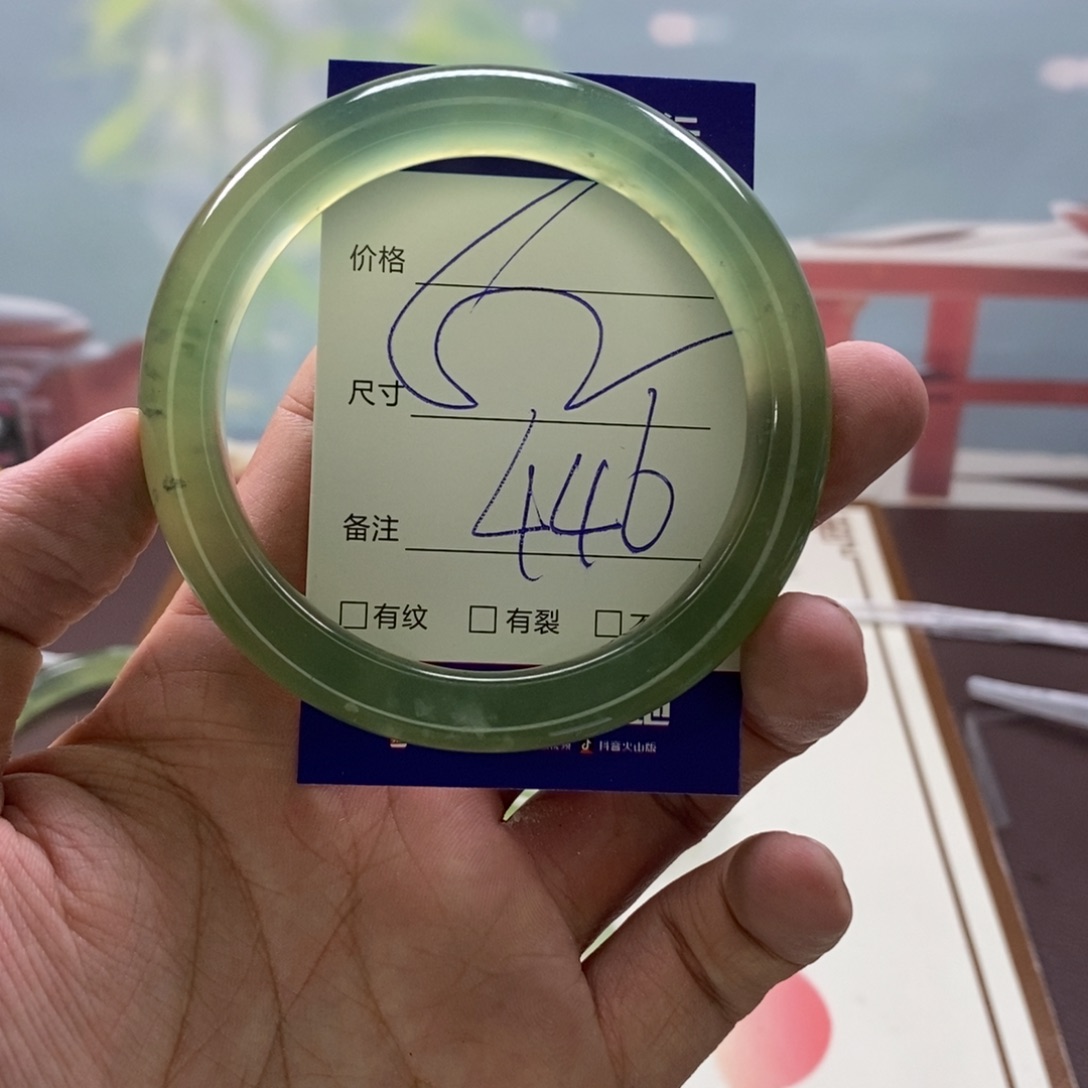 价格
尺寸
446
备注
□有纹 □有裂 □
抖音火山版